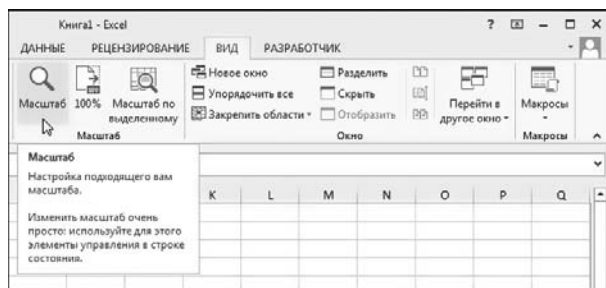 Книга1 - Excel
?
ДАННЫЕ РЕЦЕНЗИРОВАНИЕ ВИД РАЗРАБОТЧИК
Масштаб 100% Масштаб по выделенному
Масштаб
Новое окно
Упорядочить все
Закрепить области
Разделить
Скрыть
Отобразить
Перейти в другое окно
Окно
Макросы
Макросы
Масштаб
Настройка подходящего вам
масштаба.
Изменить масштаб очень
просто: используйте для этого
элементы управления в строке
состояния.
K L M N O P Q